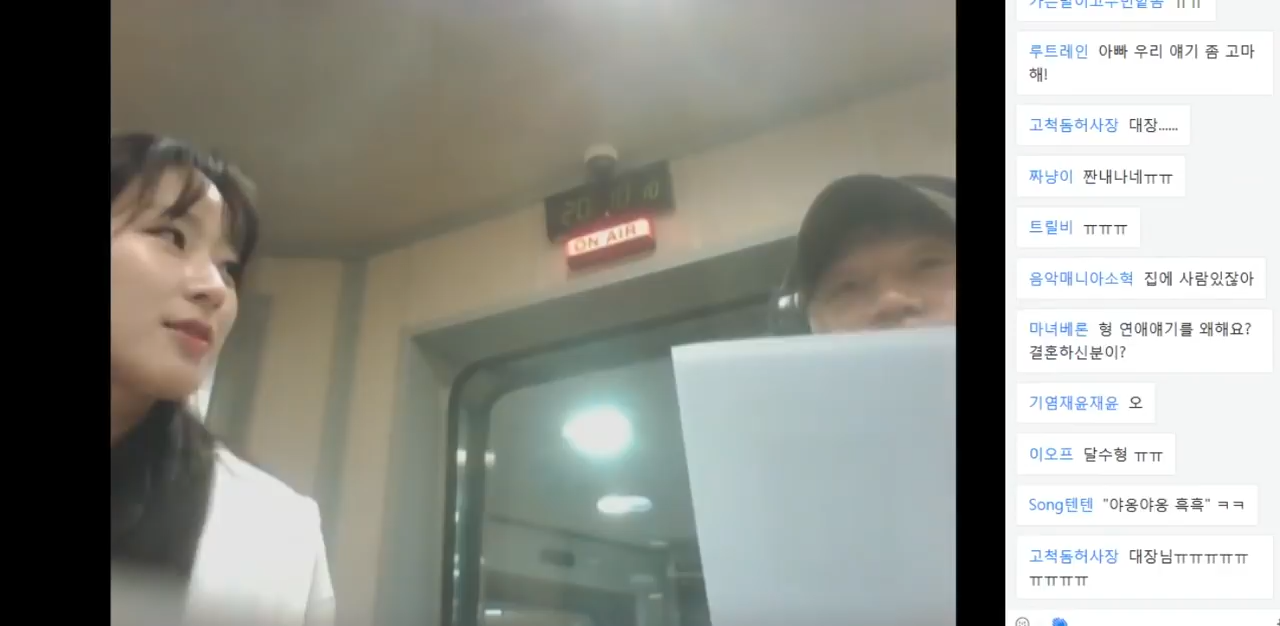 ON AIR
루트레인 아빠 우리 얘기 좀 고마
해!
고척돔허사장 대장......
짜냥이 짠내나네ㅠㅠ
트릴비 ㅠㅠㅠ
음악매니아소혁 집에 사람있잖아
마녀베론 형 연애얘기를 왜해요?
결혼하신분이?
기염재윤재윤 오
이오프 달수형 ㅠㅠ
Song텐텐 "야옹야옹 흑흑" ㅋㅋ
고척돔허사장 대장님ㅠㅠㅠㅠㅠ
ㅠㅠㅠㅠ